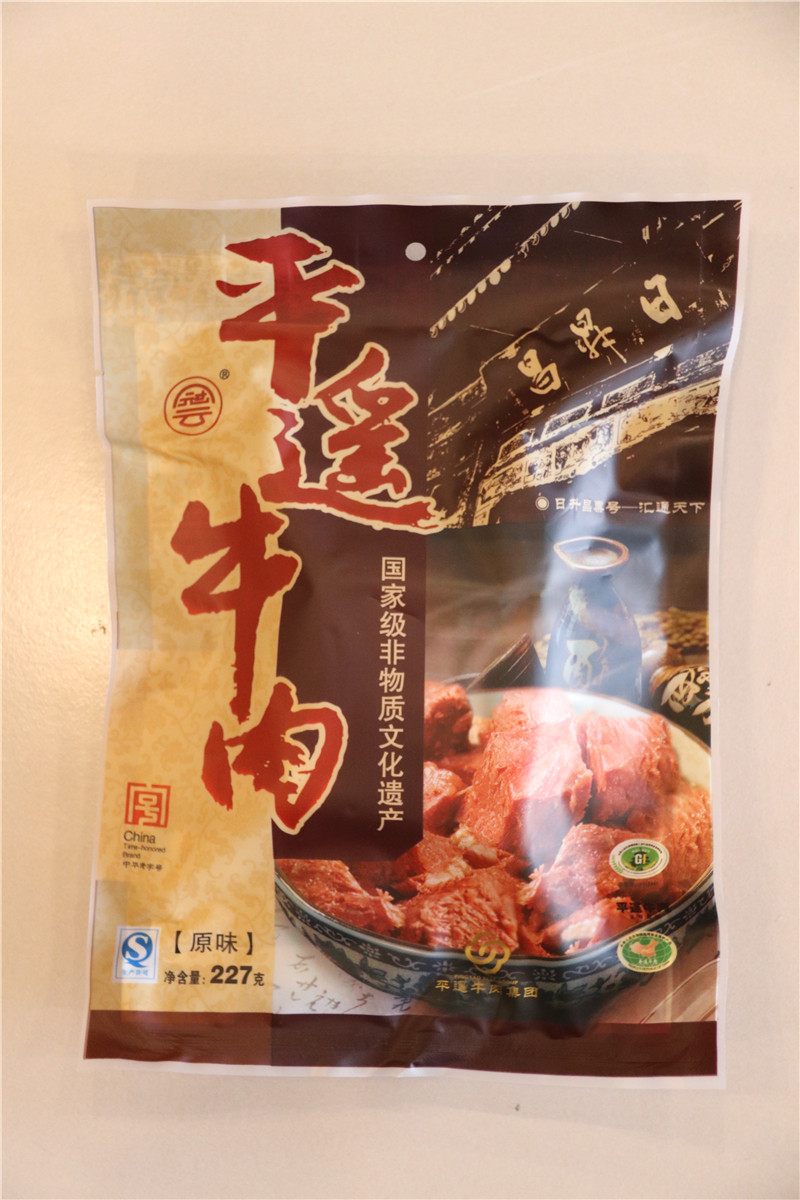 平遥牛肉
®
日昇昌
日升昌票号—汇通天下
国家级非物质文化遗产
China
Time-honored
Brand
中华老字号
【原味】
净含量：227克
平遥牛肉集团
GI